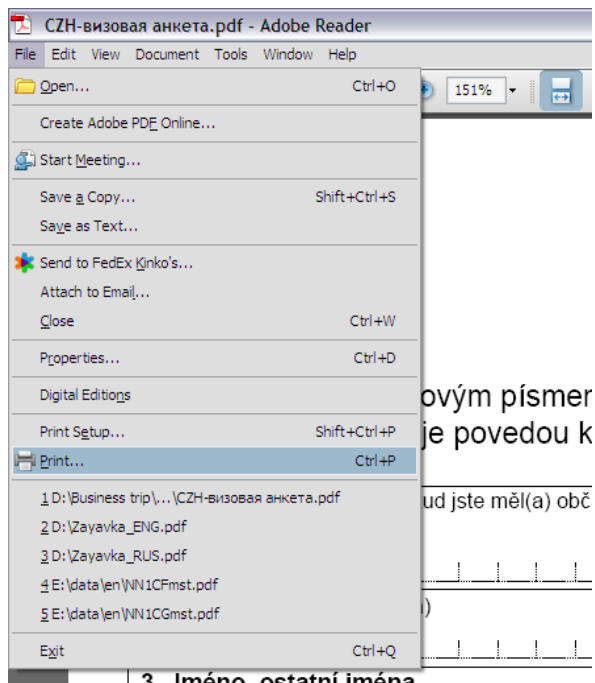 CZH-визовая анкета.pdf - Adobe Reader
File Edit View Document Tools Window Help
Open... Ctrl+O
151%
Create Adobe PDF Online...
Start Meeting...
Save a Copy... Shift+Ctrl+S
Save as Text...
Send to FedEx Kinko's...
Attach to Email...
Close Ctrl+W
Properties... Ctrl+D
Digital Editions
ovým písmen
Print Setup... Shift+Ctrl+P
je povedou k
Print... Ctrl+P
1 D:\Business trip\...\CZH-визовая анкета.pdf
ud jste měl(a) obč
2 D:\Zayavka_ENG.pdf
3 D:\Zayavka_RUS.pdf
4 E:\data\en\NN1CFmst.pdf
5 E:\data\en\NN1CGmst.pdf
)
Exit Ctrl+Q
3. Jméno, ostatní jména